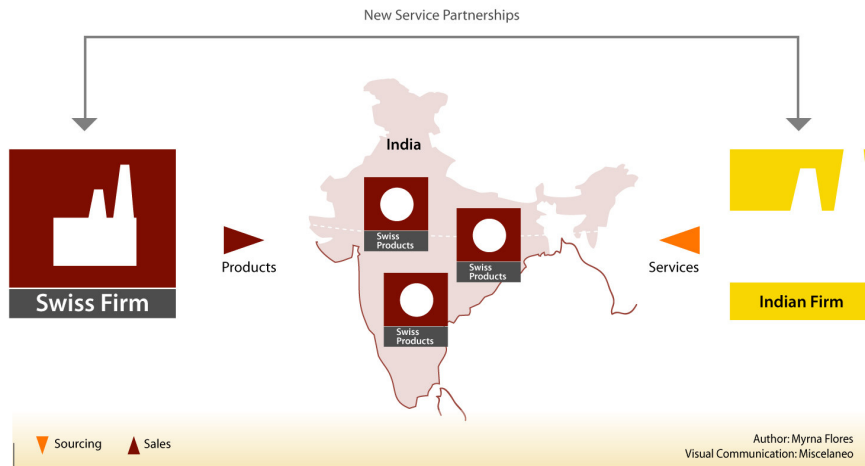 New Service Partnerships
India
Swiss
Products
Swiss
Products
Swiss
Products
Products
Services
Swiss Firm
Indian Firm
Sourcing
Sales
Author: Myrna Flores
Visual Communication: Miscelaneo